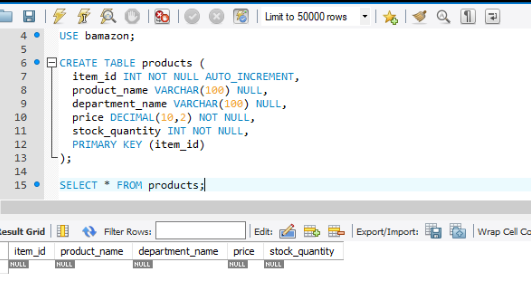 Limit to 50000 rows
4 USE bamazon;
5
6 CREATE TABLE products (
7 item_id INT NOT NULL AUTO_INCREMENT,
8 product_name VARCHAR(100) NULL,
9 department_name VARCHAR(100) NULL,
10 price DECIMAL(10,2) NOT NULL,
11 stock_quantity INT NOT NULL,
12 PRIMARY KEY (item_id)
13 );
14
15 SELECT * FROM products;
Result Grid Filter Rows: Edit: Export/Import: Wrap Cell Co
item_id product_name department_name price stock_quantity
NULL NULL NULL NULL NULL